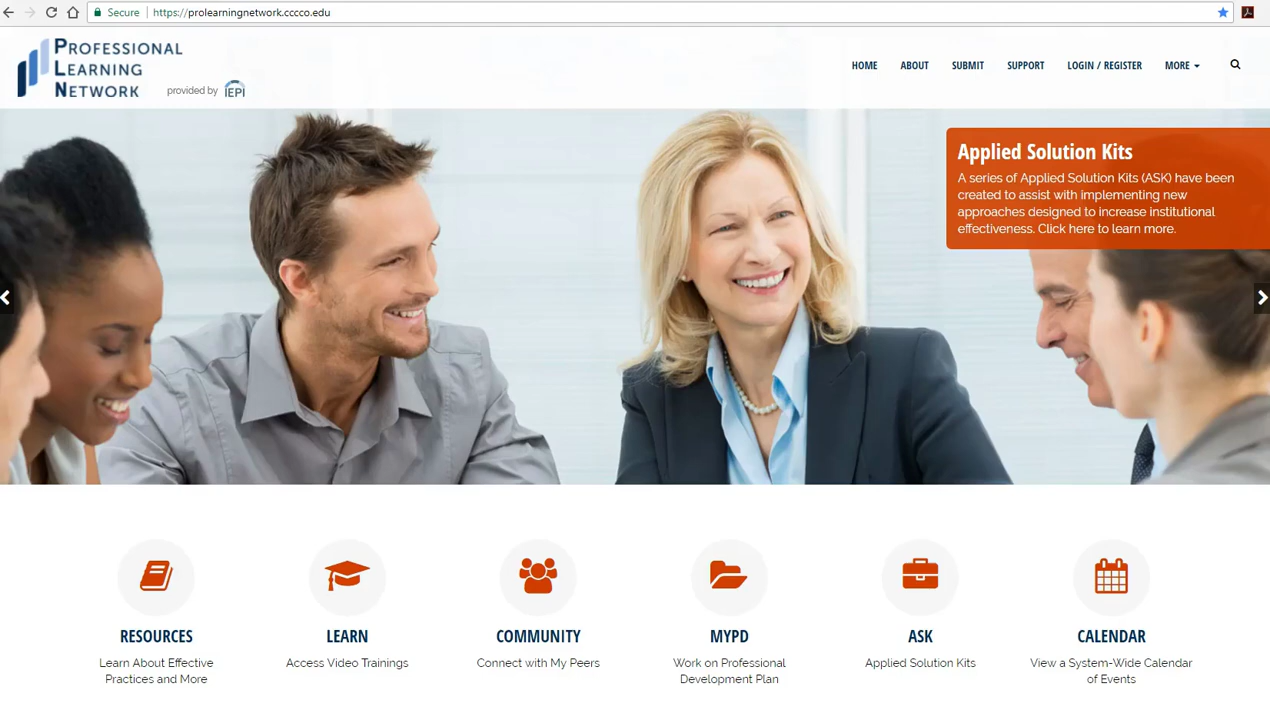 Secure
https://prolearningnetwork.cccco.edu
PROFESSIONAL
LEARNING
NETWORK
provided by IEPI
HOME
ABOUT
SUBMIT
SUPPORT
LOGIN / REGISTER
MORE
Applied Solution Kits
A series of Applied Solution Kits (ASK) have been
created to assist with implementing new
approaches designed to increase institutional
effectiveness. Click here to learn more.
RESOURCES
Learn About Effective
Practices and More
LEARN
Access Video Trainings
COMMUNITY
Connect with My Peers
MYPD
Work on Professional
Development Plan
ASK
Applied Solution Kits
CALENDAR
View a System-Wide Calendar
of Events